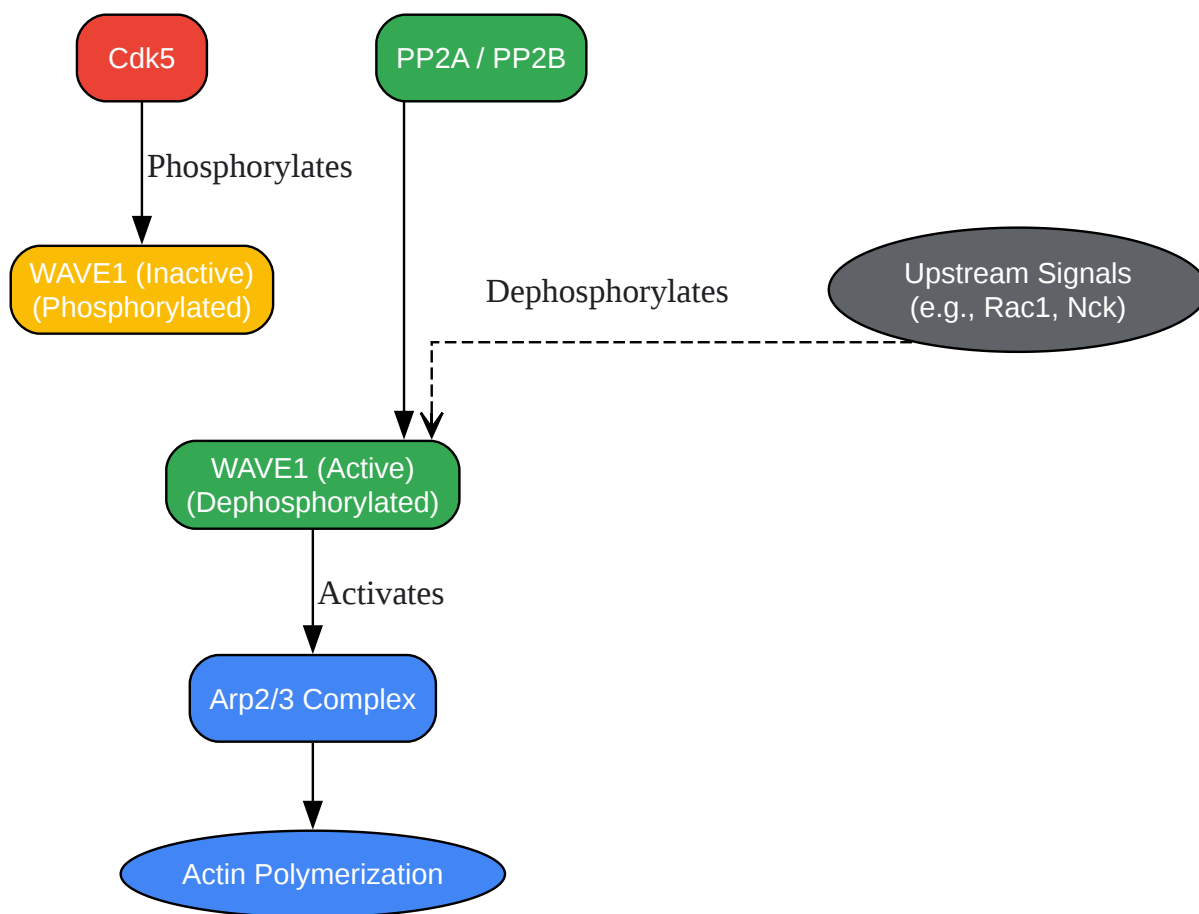 Cdk5
PP2A / PP2B
Phosphorylates
WAVE1 (Inactive)
(Phosphorylated)
Dephosphorylates
Upstream Signals
(e.g., Rac1, Nck)
WAVE1 (Active)
(Dephosphorylated)
Activates
Arp2/3 Complex
Actin Polymerization